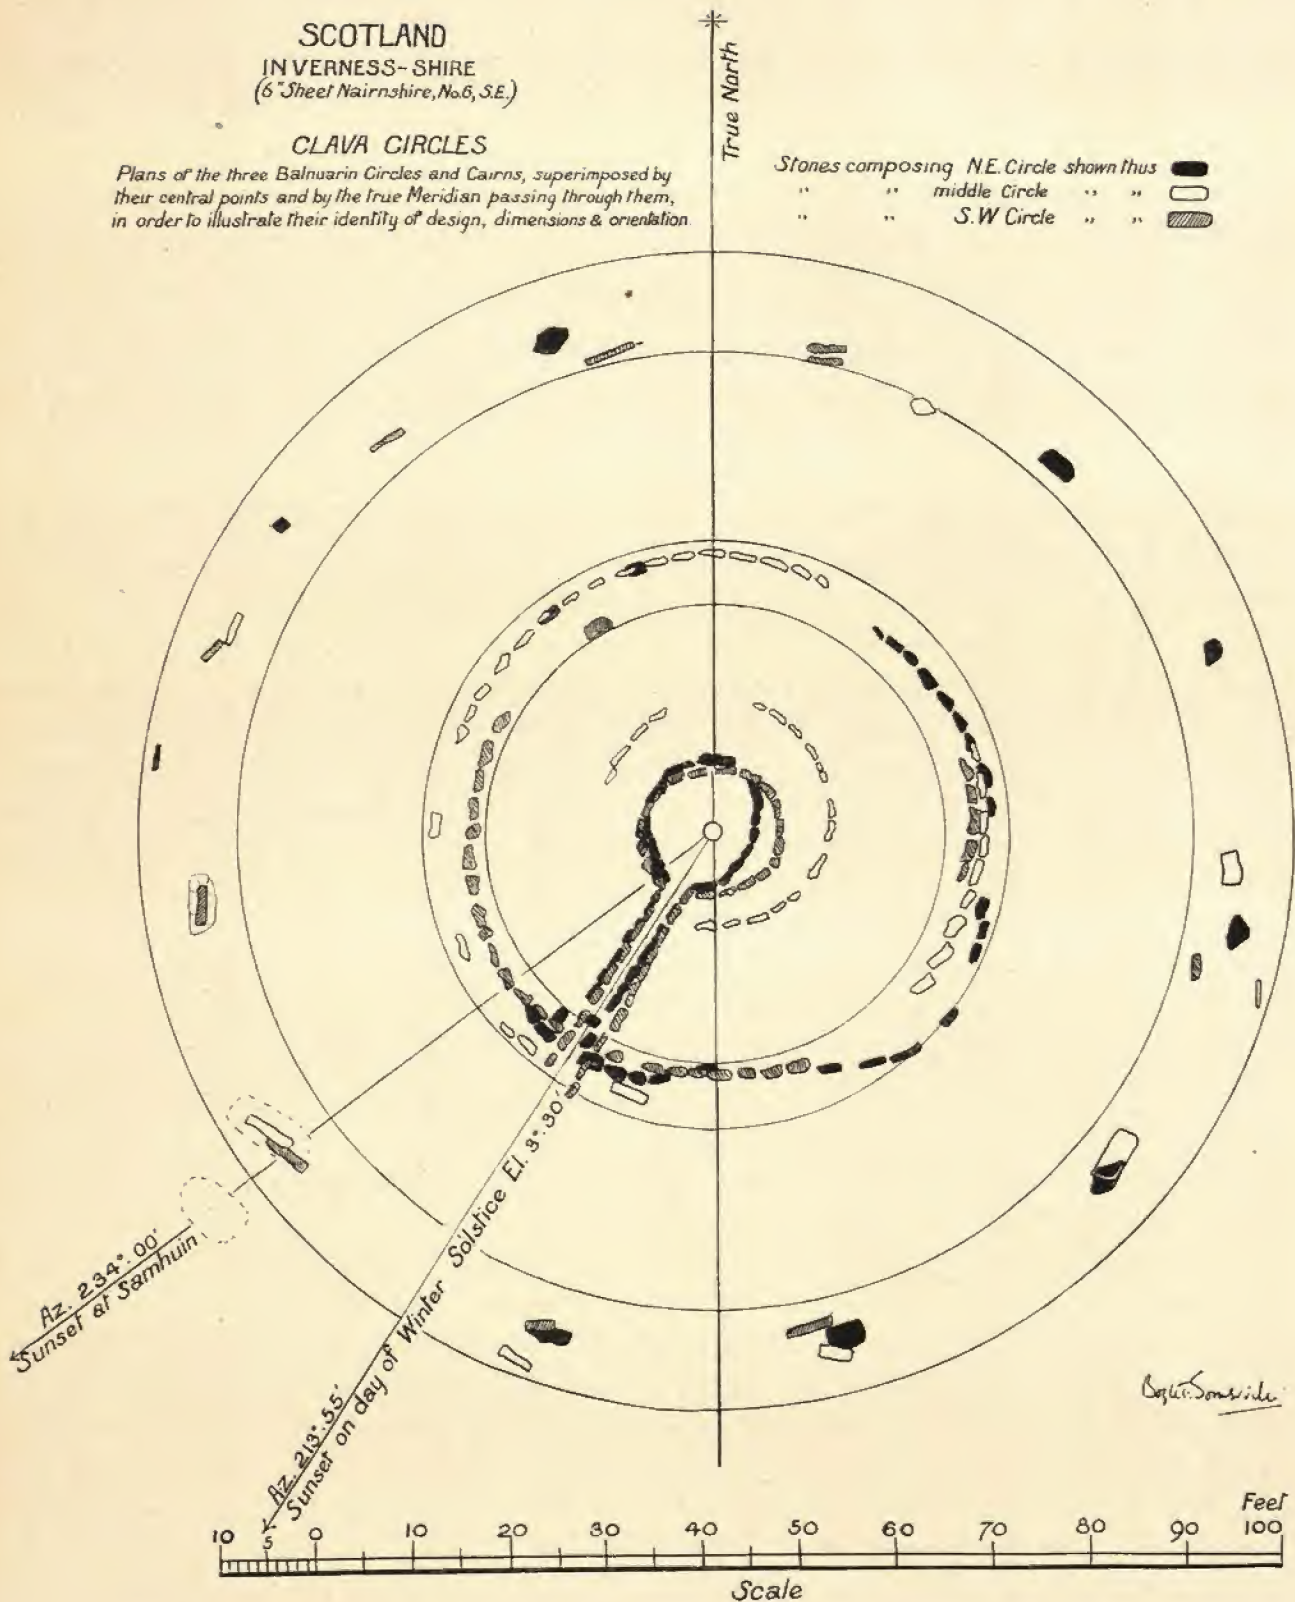 SCOTLAND
INVERNESS-SHIRE
(6" Sheet Nairnshire, No.6, S.E.)
CLAVA CIRCLES
Plans of the three Balnuarin Circles and Cairns, superimposed by
their central points and by the true Meridian passing through them,
in order to illustrate their identity of design, dimensions & orientation.
True North
Stones composing N.E. Circle shown thus
" " middle Circle " "
" " S.W Circle " "
Az. 234°.00'
Sunset at Samhuin
Az. 213°.55'
Sunset on day of Winter Solstice El. 3°.30'
Feet
10 5 0 10 20 30 40 50 60 70 80 90 100
Scale